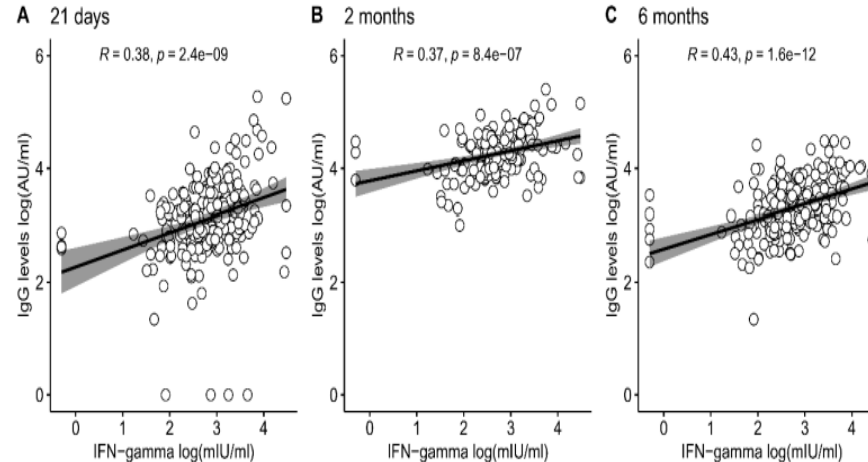 A 21 days
B 2 months
C 6 months
R = 0.38, p = 2.4e−09
R = 0.37, p = 8.4e−07
R = 0.43, p = 1.6e−12
IgG levels log(AU/ml)
6
4
2
0
0 1 2 3 4
IFN−gamma log(mIU/ml)
IgG levels log(AU/ml)
6
4
2
0
0 1 2 3 4
IFN−gamma log(mIU/ml)
IgG levels log(AU/ml)
6
4
2
0
0 1 2 3 4
IFN−gamma log(mIU/ml)